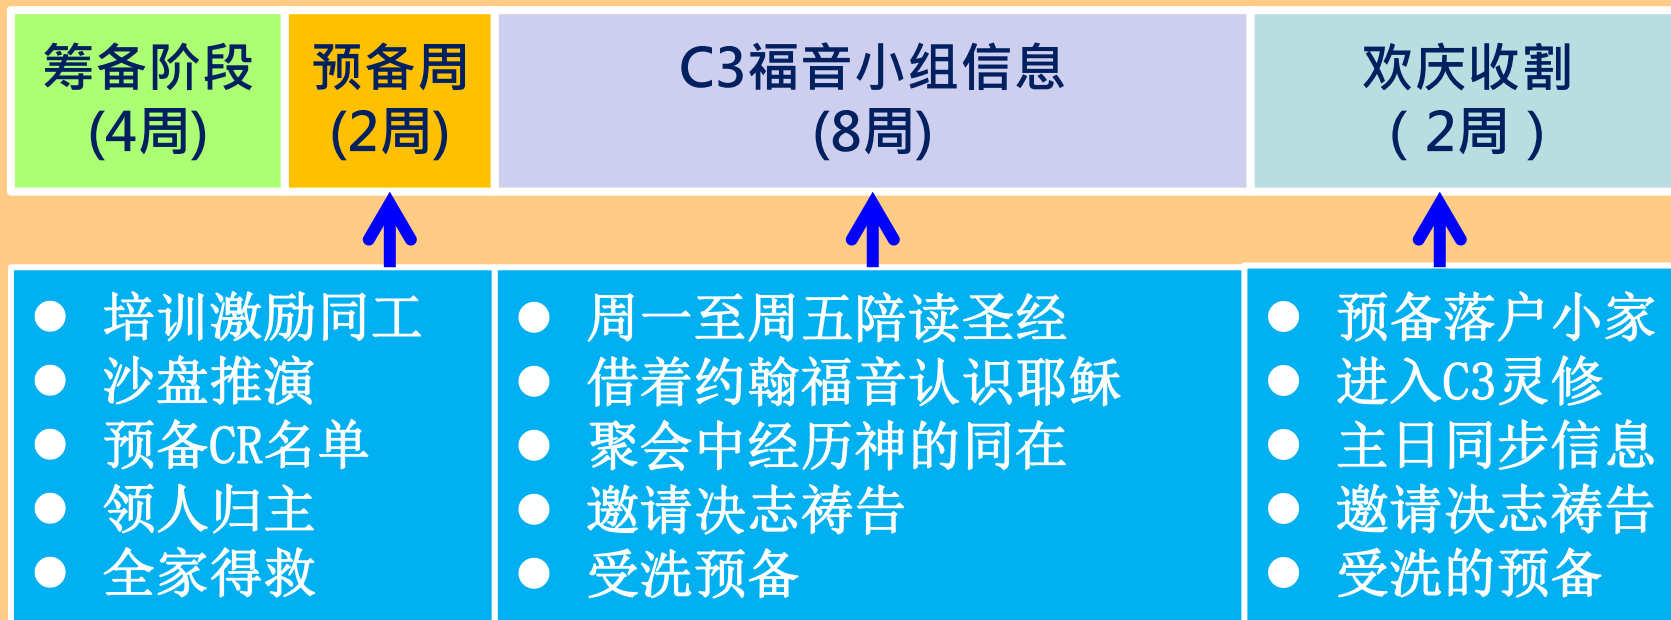 筹备阶段
(4周)
预备周
(2周)
C3福音小组信息
(8周)
欢庆收割
（2周）
● 培训激励同工
● 沙盘推演
● 预备CR名单
● 领人归主
● 全家得救
● 周一至周五陪读圣经
● 借着约翰福音认识耶稣
● 聚会中经历神的同在
● 邀请决志祷告
● 受洗预备
● 预备落户小家
● 进入C3灵修
● 主日同步信息
● 邀请决志祷告
● 受洗的预备